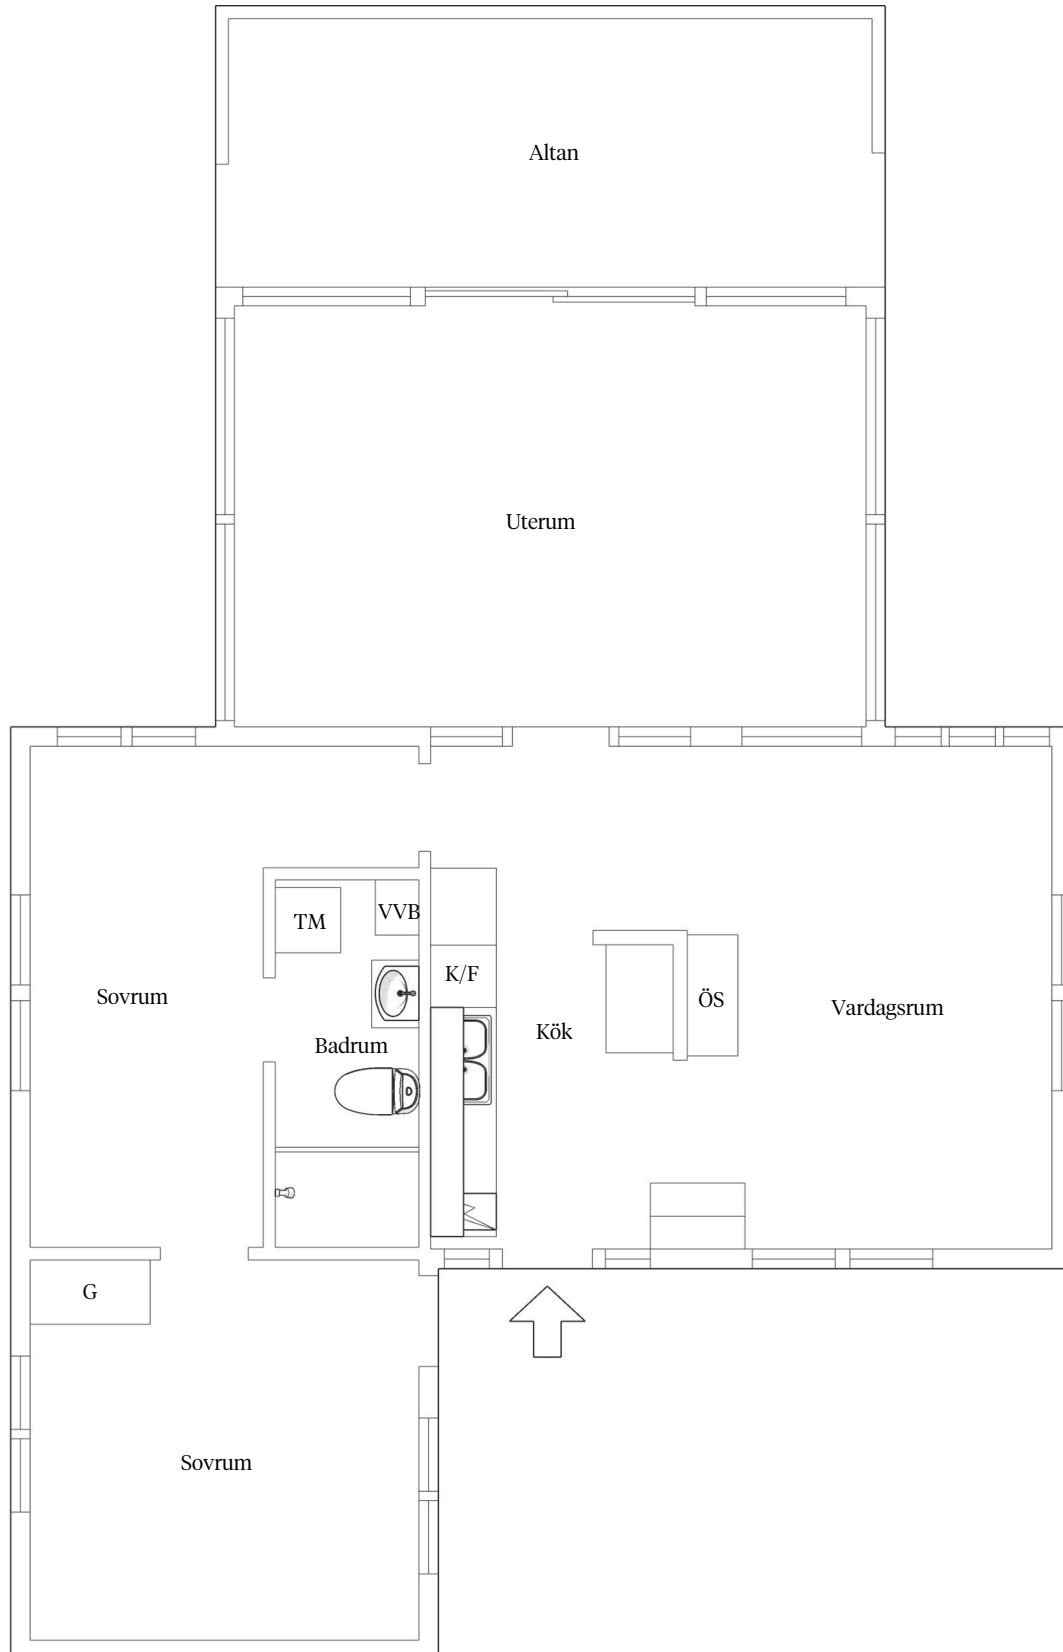 Altan
Uterum
TM
VVB
K/F
Sovrum
ÖS
Vardagsrum
Kök
Badrum
G
Sovrum